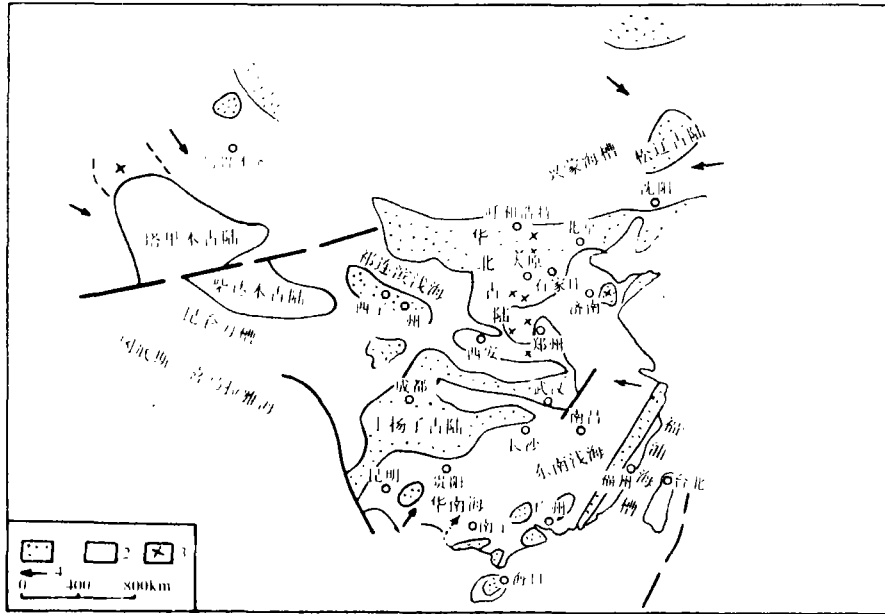 兴蒙海槽
松辽古陆
沈阳
塔里木古陆
呼和浩特
北京
华北古陆
太原
石家庄
济南
祁连滨浅海
西宁
州
柴达木古陆
郑州
西安
成都
武汉
上扬子古陆
南昌
长沙
东南浅海
福州
海槽
台北
昆明
贵阳
华南海
广州
南宁
海口
2
3
4
0 400 800km